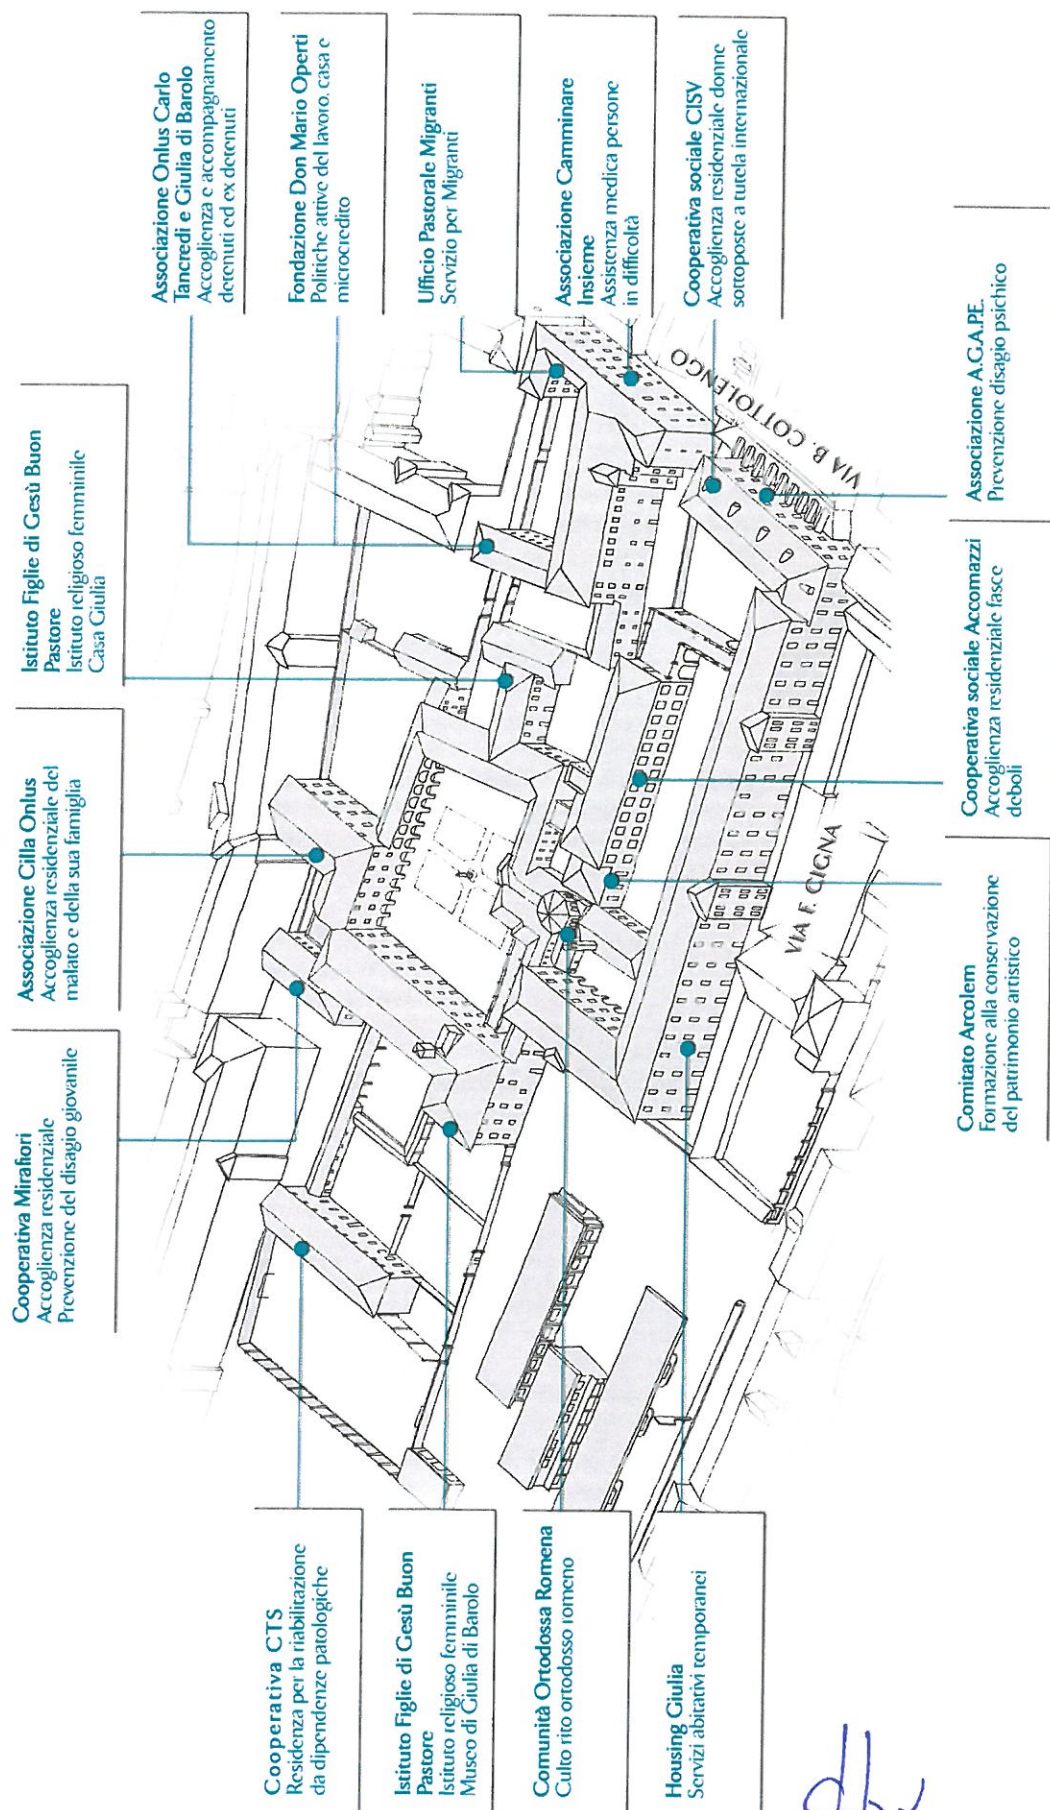 Cooperativa Mirafiori
Accoglienza residenziale
Prevenzione del disagio giovanile
Associazione Cilla Onlus
Accoglienza residenziale del
malato e della sua famiglia
Istituto Figlie di Gesù Buon
Pastore
Istituto religioso femminile
Casa Giulia
Associazione Onlus Carlo
Tancredi e Giulia di Barolo
Accoglienza e accompagnamento
detenuti ed ex detenuti
Fondazione Don Mario Operti
Politiche attive del lavoro, casa e
microcredito
Ufficio Pastorale Migranti
Servizio per Migranti
Associazione Camminare
Insieme
Assistenza medica persone
in difficoltà
Cooperativa sociale CISV
Accoglienza residenziale donne
sottoposte a tutela internazionale
Cooperativa CTS
Residenza per la riabilitazione
da dipendenze patologiche
Istituto Figlie di Gesù Buon
Pastore
Istituto religioso femminile
Museo di Giulia di Barolo
Comunità Ortodossa Romena
Culto rito ortodosso romeno
Housing Giulia
Servizi abitativi temporanei
VIA B. COTTOLENGO
VIA F. CIGNA
Comitato Arcolem
Formazione alla conservazione
del patrimonio artistico
Cooperativa sociale Accomazzi
Accoglienza residenziale fasce
deboli
Associazione A.G.A.PE.
Prevenzione disagio psichico